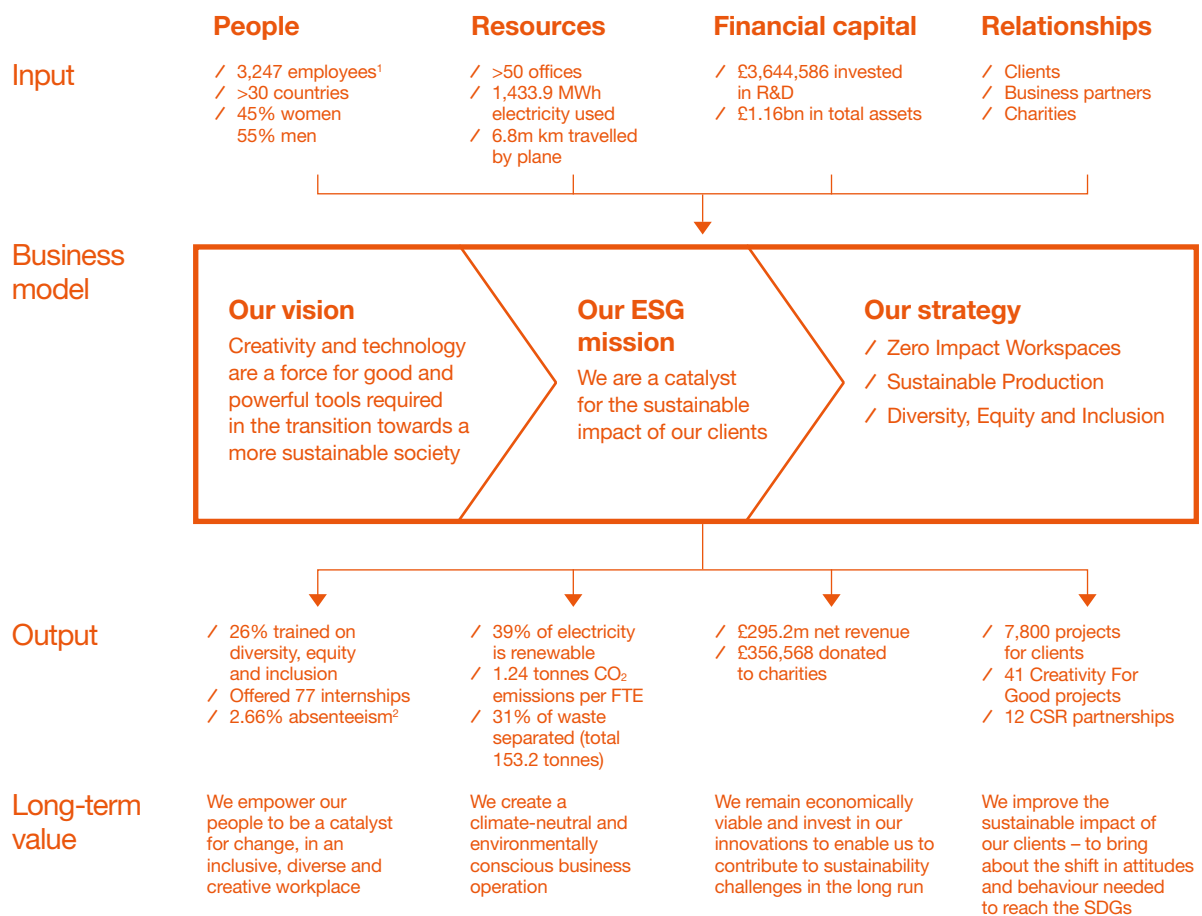 People
Resources
Financial capital
Relationships
Input
/ 3,247 employees¹
/ >30 countries
/ 45% women
55% men
/ >50 offices
/ 1,433.9 MWh
electricity used
/ 6.8m km travelled
by plane
/ £3,644,586 invested
in R&D
/ £1.16bn in total assets
/ Clients
/ Business partners
/ Charities
Business
model
Our vision
Creativity and technology
are a force for good and
powerful tools required
in the transition towards a
more sustainable society
Our ESG
mission
We are a catalyst
for the sustainable
impact of our clients
Our strategy
/ Zero Impact Workspaces
/ Sustainable Production
/ Diversity, Equity and Inclusion
Output
/ 26% trained on
diversity, equity
and inclusion
/ Offered 77 internships
/ 2.66% absenteeism²
/ 39% of electricity
is renewable
/ 1.24 tonnes CO₂
emissions per FTE
/ 31% of waste
separated (total
153.2 tonnes)
/ £295.2m net revenue
/ £356,568 donated
to charities
/ 7,800 projects
for clients
/ 41 Creativity For
Good projects
/ 12 CSR partnerships
Long-term
value
We empower our
people to be a catalyst
for change, in an
inclusive, diverse and
creative workplace
We create a
climate-neutral and
environmentally
conscious business
operation
We remain economically
viable and invest in our
innovations to enable us to
contribute to sustainability
challenges in the long run
We improve the
sustainable impact of
our clients – to bring
about the shift in attitudes
and behaviour needed
to reach the SDGs